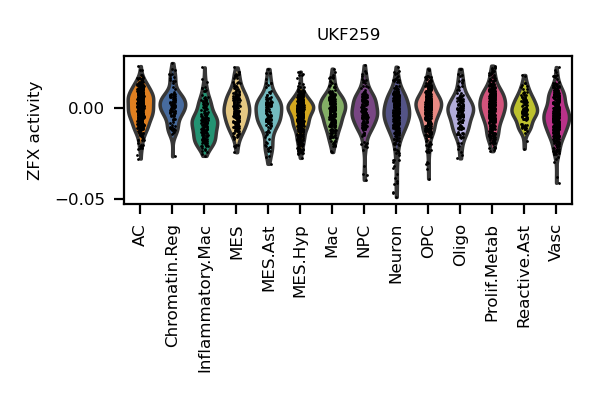 UKF259
ZFX activity
0.00
−0.05
AC
Chromatin.Reg
Inflammatory.Mac
MES
MES.Ast
MES.Hyp
Mac
NPC
Neuron
OPC
Oligo
Prolif.Metab
Reactive.Ast
Vasc